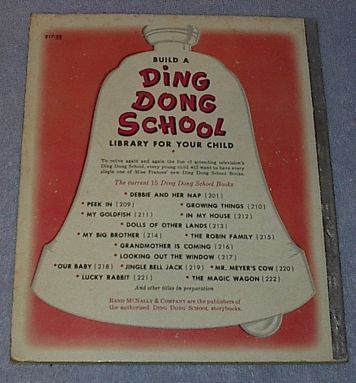 217:25
BUILD A
DING
DONG
SCHOOL
LIBRARY FOR YOUR CHILD
To relive again and again the fun of attending television's
Ding Dong School, every young child will want to have every
single one of Miss Frances' new Ding Dong School Books.
The current 15 Ding Dong School Books
• DEBBIE AND HER NAP (201)
• PEEK IN (209) • GROWING THINGS (210)
• MY GOLDFISH (211) • IN MY HOUSE (212)
• DOLLS OF OTHER LANDS (213)
• MY BIG BROTHER (214) • THE ROBIN FAMILY (215)
• GRANDMOTHER IS COMING (216)
• LOOKING OUT THE WINDOW (217)
• OUR BABY (218) • JINGLE BELL JACK (219) • MR. MEYER'S COW (220)
• LUCKY RABBIT (221) • THE MAGIC WAGON (222)
And other titles in preparation
RAND McNALLY & COMPANY are the publishers of
the authorized DING DONG SCHOOL storybooks.